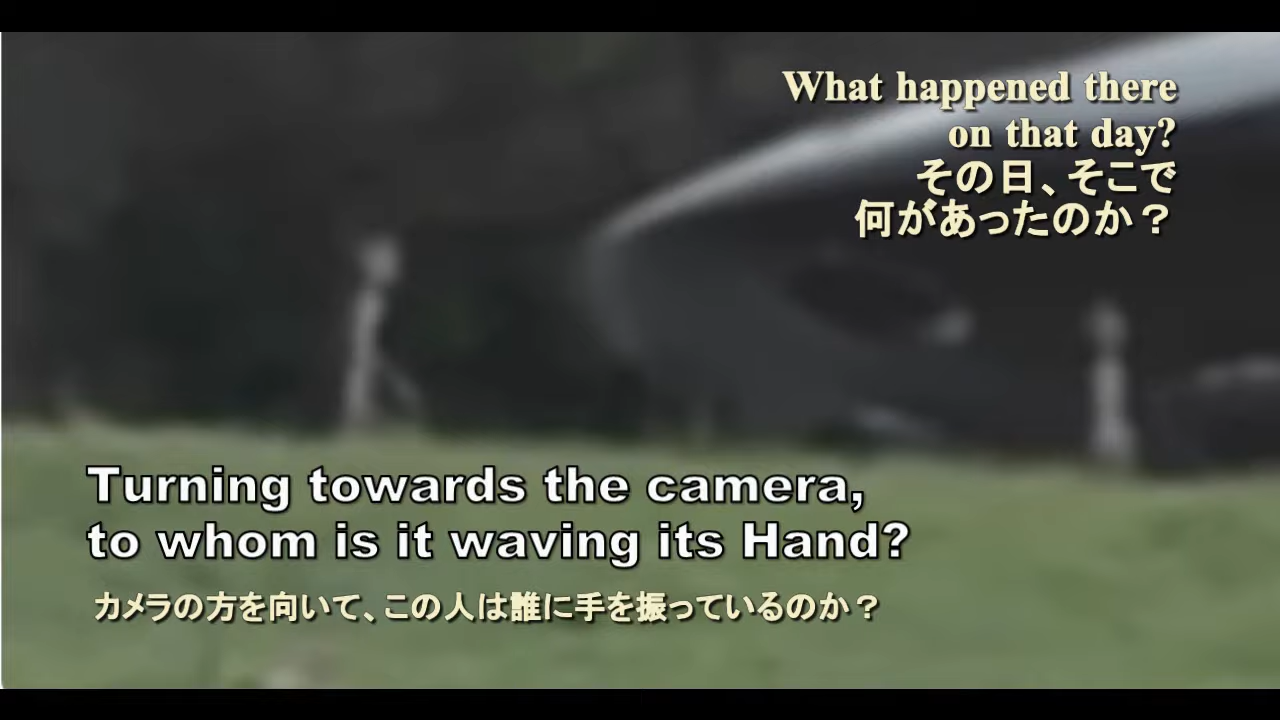 What happened there
on that day?
その日、そこで
何があったのか？
Turning towards the camera,
to whom is it waving its Hand?
カメラの方を向いて、この人は誰に手を振っているのか？